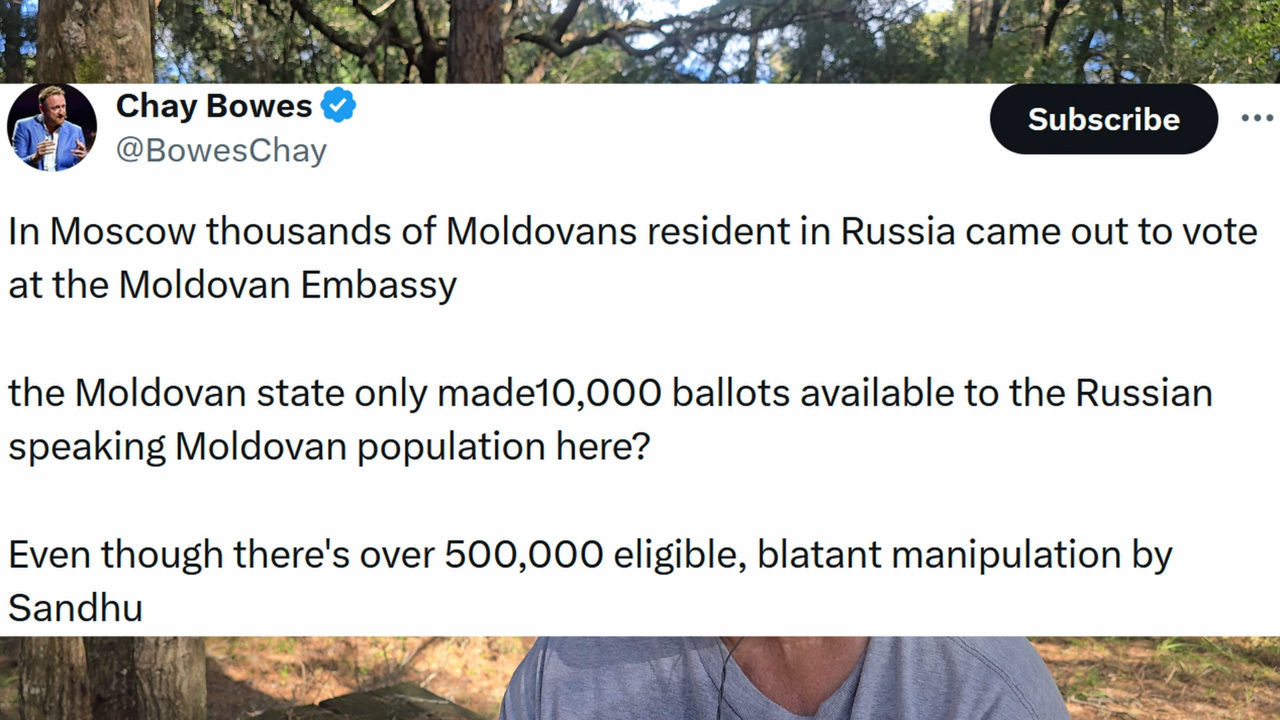 Chay Bowes
@BowesChay
Subscribe
In Moscow thousands of Moldovans resident in Russia came out to vote
at the Moldovan Embassy
the Moldovan state only made10,000 ballots available to the Russian
speaking Moldovan population here?
Even though there's over 500,000 eligible, blatant manipulation by
Sandhu